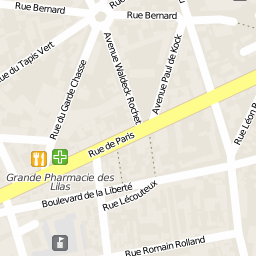 Rue Bernard
Rue Bernard
Rue du Tapis Vert
Avenue Waldeck Rochet
Avenue Paul de Kock
Rue du Garde Chasse
Rue Léon R
Rue de Paris
Grande Pharmacie des
Lilas
Boulevard de la Liberté
Rue Lécouteux
Rue Romain Rolland